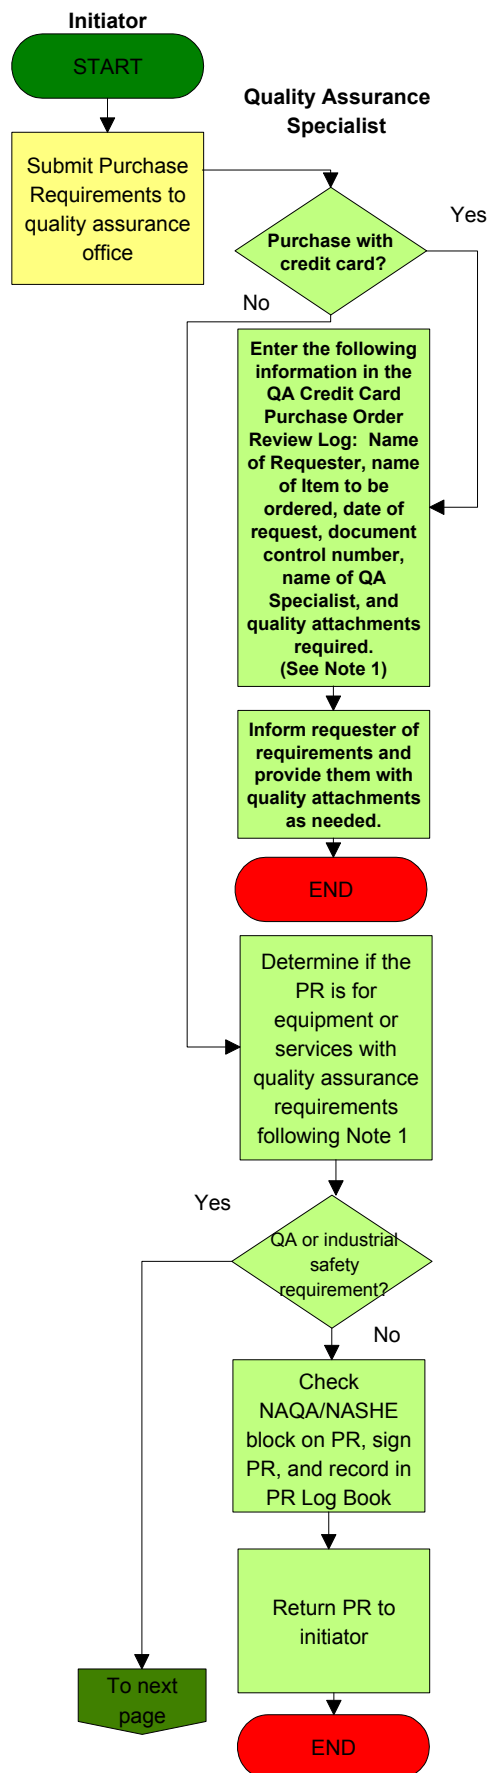 Initiator
START
Quality Assurance
Specialist
Submit Purchase
Requirements to
quality assurance
office
Purchase with
credit card?
Yes
No
Enter the following
information in the
QA Credit Card
Purchase Order
Review Log:  Name
of Requester, name
of Item to be
ordered, date of
request, document
control number,
name of QA
Specialist, and
quality attachments
required.
(See Note 1)
Inform requester of
requirements and
provide them with
quality attachments
as needed.
END
Determine if the
PR is for
equipment or
services with
quality assurance
requirements
following Note 1
Yes
QA or industrial
safety
requirement?
No
Check
NAQA/NASHE
block on PR, sign
PR, and record in
PR Log Book
Return PR to
initiator
To next
page
END